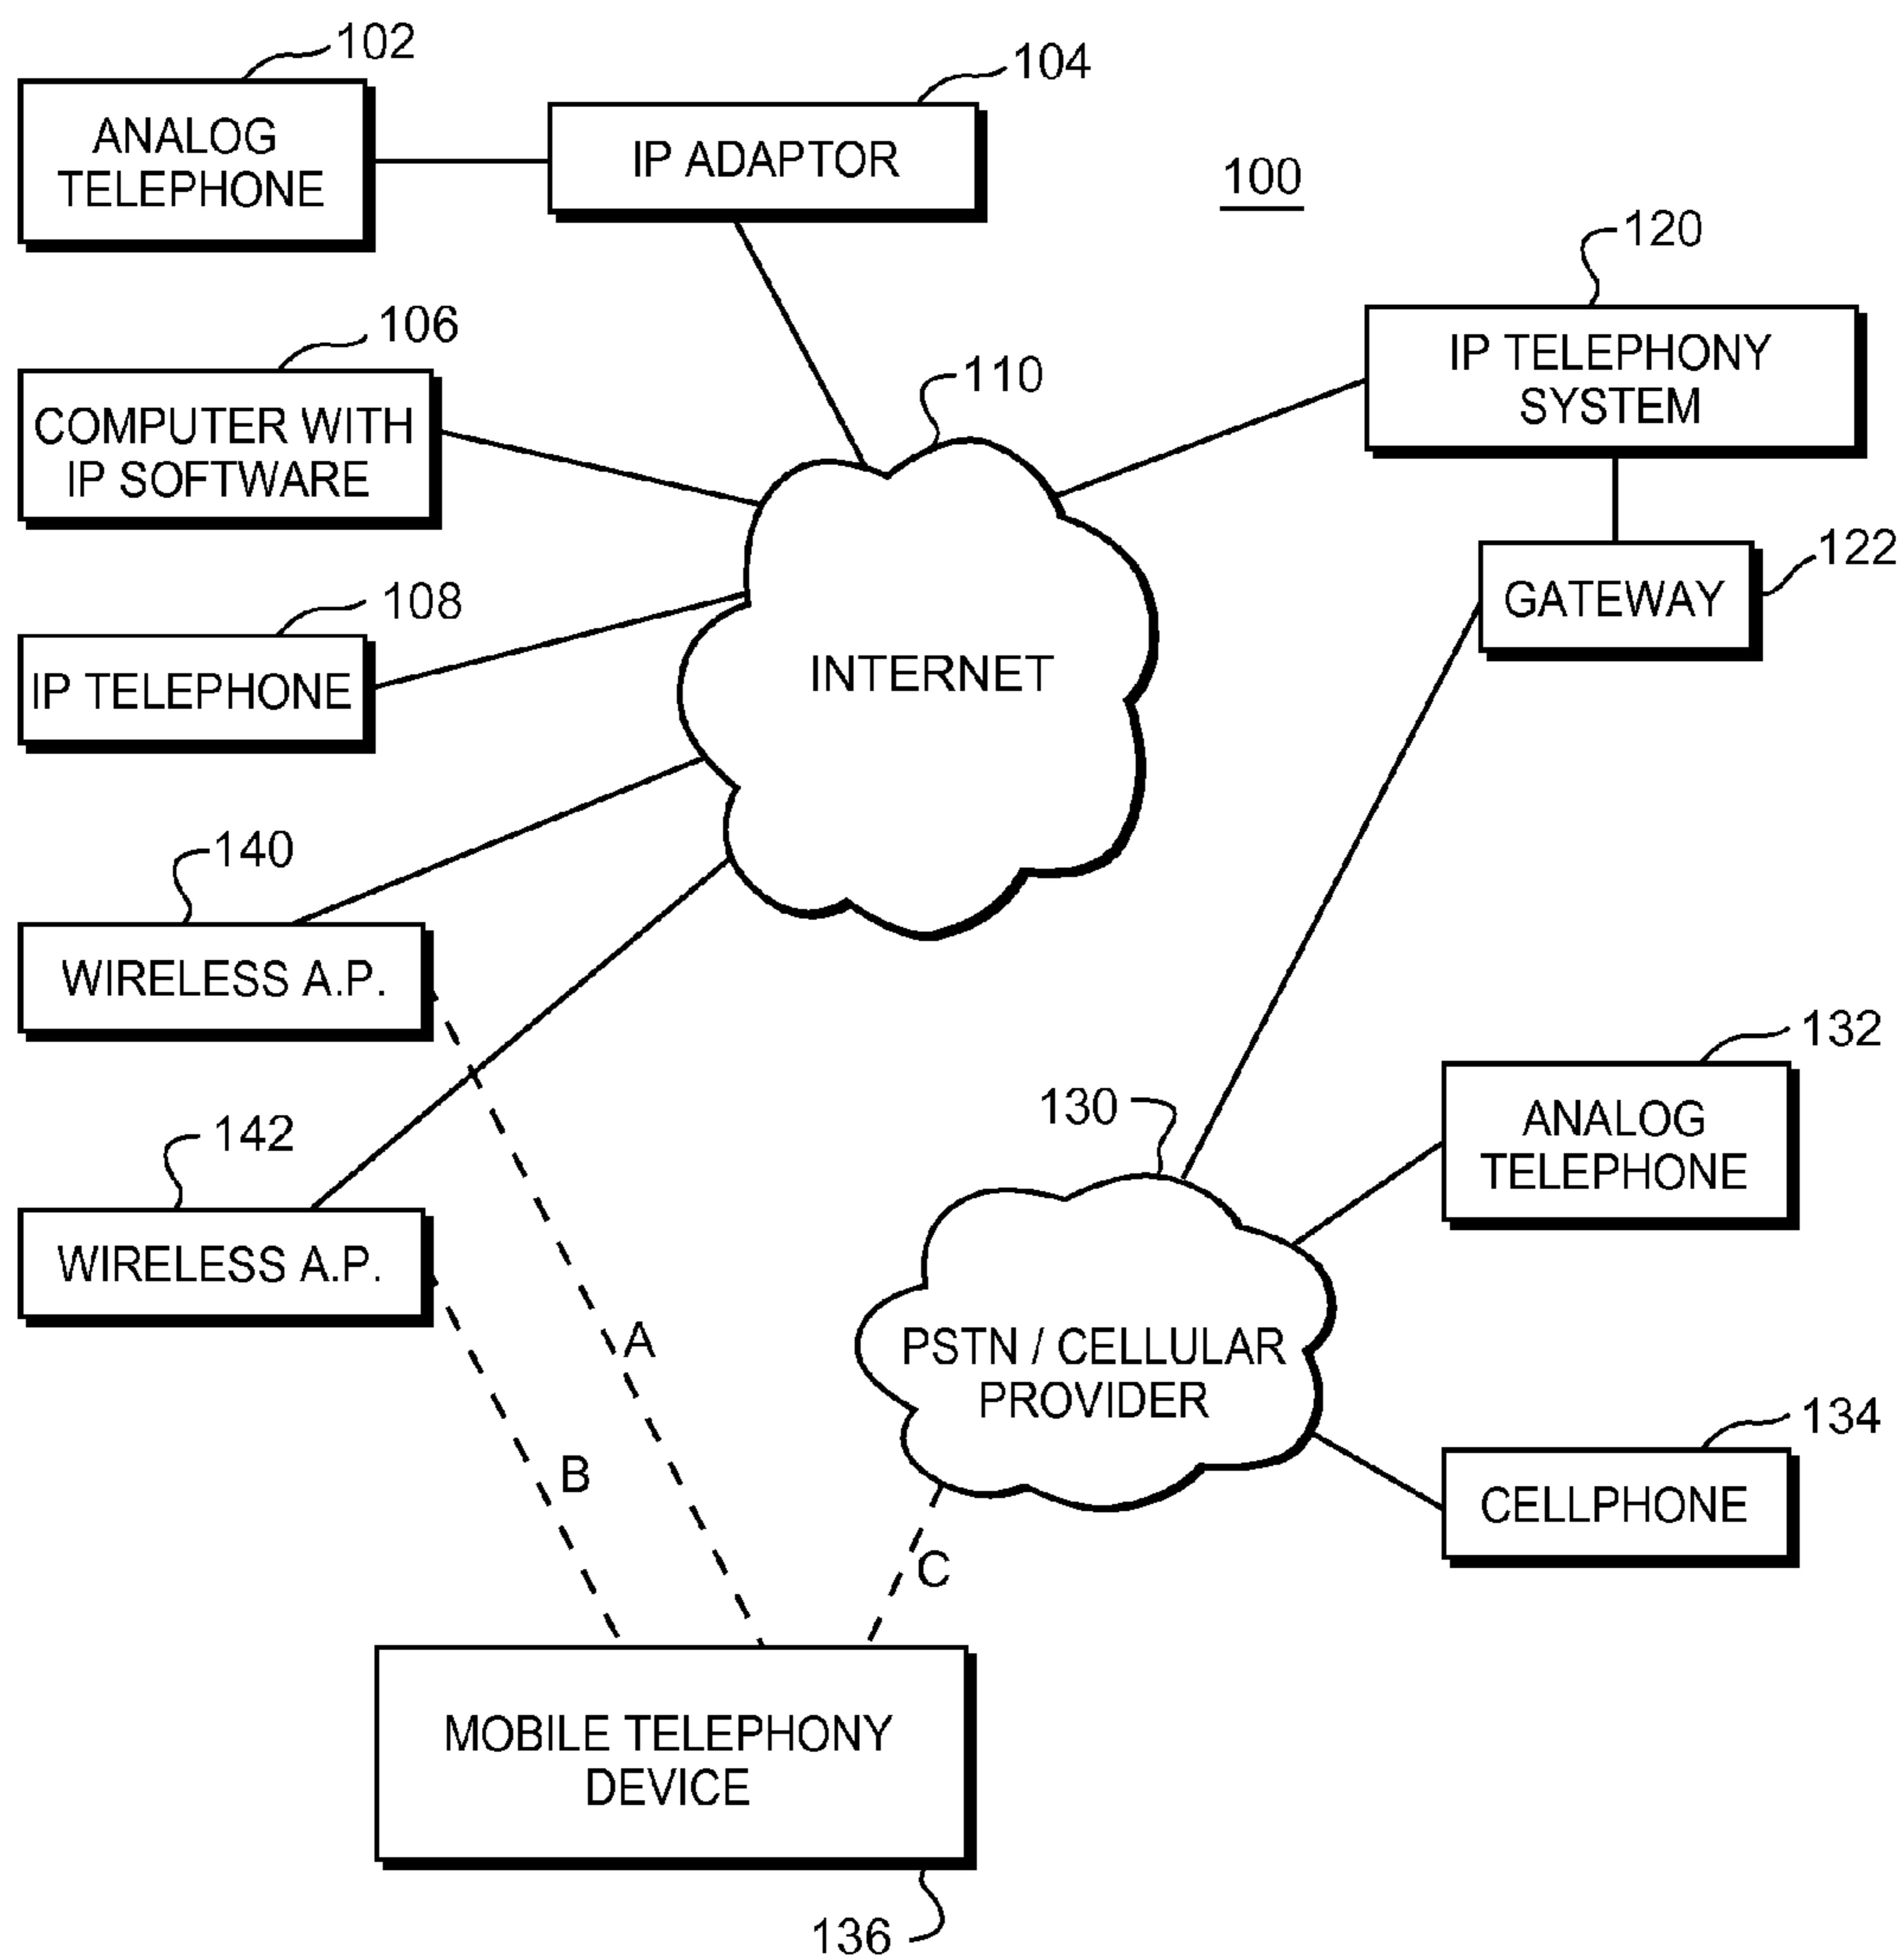 102
ANALOG
TELEPHONE
104
IP ADAPTOR
100
120
IP TELEPHONY
SYSTEM
106
COMPUTER WITH
IP SOFTWARE
110
INTERNET
122
GATEWAY
108
IP TELEPHONE
140
WIRELESS A.P.
142
WIRELESS A.P.
A
B
C
130
PSTN / CELLULAR
PROVIDER
132
ANALOG
TELEPHONE
134
CELLPHONE
MOBILE TELEPHONY
DEVICE
136